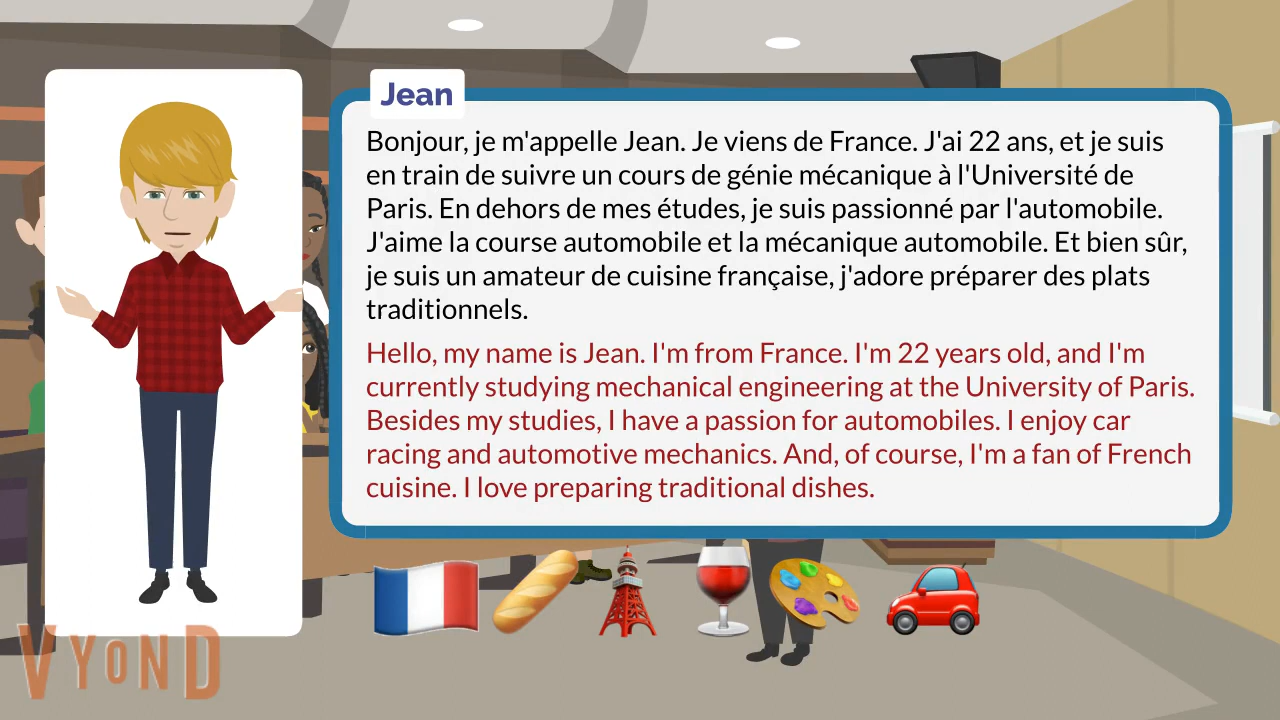 Jean
Bonjour, je m'appelle Jean. Je viens de France. J'ai 22 ans, et je suis
en train de suivre un cours de génie mécanique à l'Université de
Paris. En dehors de mes études, je suis passionné par l'automobile.
J'aime la course automobile et la mécanique automobile. Et bien sûr,
je suis un amateur de cuisine française, j'adore préparer des plats
traditionnels.
Hello, my name is Jean. I'm from France. I'm 22 years old, and I'm
currently studying mechanical engineering at the University of Paris.
Besides my studies, I have a passion for automobiles. I enjoy car
racing and automotive mechanics. And, of course, I'm a fan of French
cuisine. I love preparing traditional dishes.
VYOND